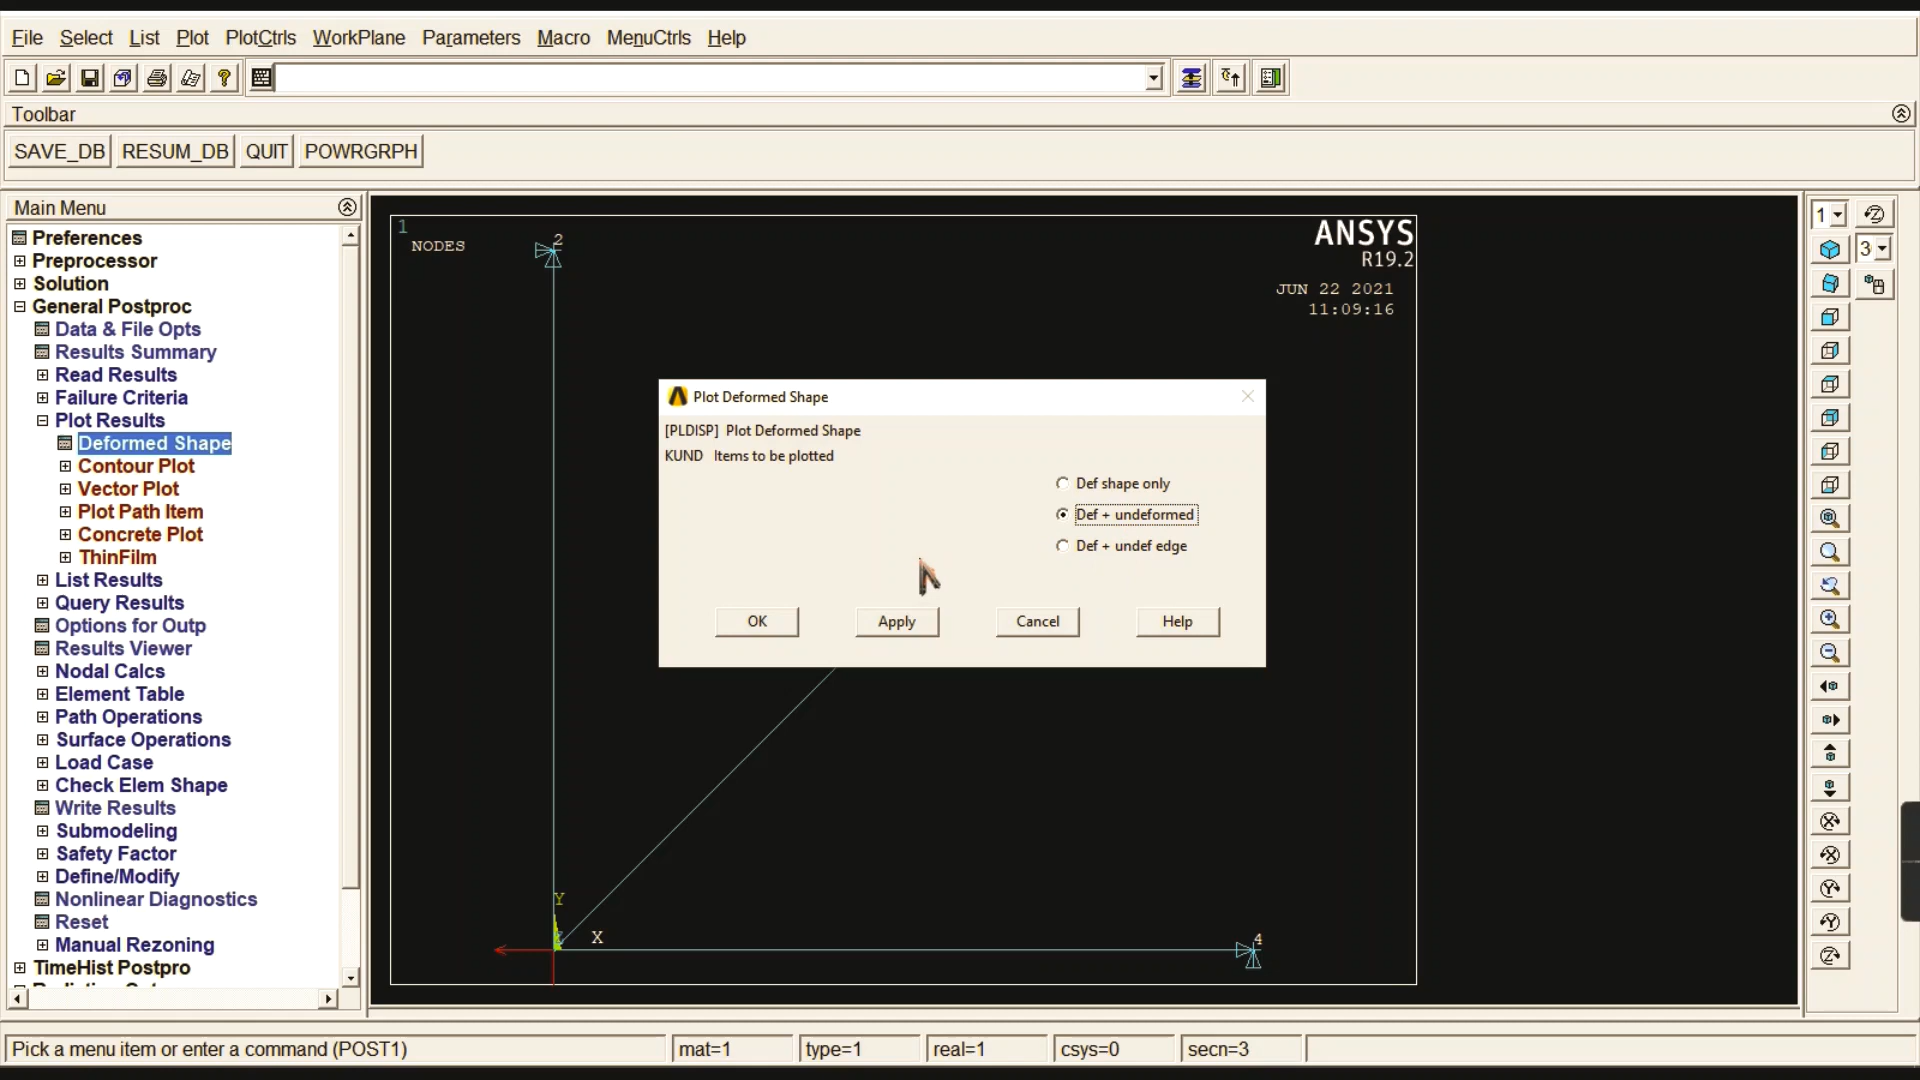 File Select List Plot PlotCtrls WorkPlane Parameters Macro MenuCtrls Help
Toolbar
SAVE_DB RESUM_DB QUIT POWRGRPH
Main Menu
Preferences
Preprocessor
Solution
General Postproc
Data & File Opts
Results Summary
Read Results
Failure Criteria
Plot Results
Deformed Shape
Contour Plot
Vector Plot
Plot Path Item
Concrete Plot
ThinFilm
List Results
Query Results
Options for Outp
Results Viewer
Nodal Calcs
Element Table
Path Operations
Surface Operations
Load Case
Check Elem Shape
Write Results
Submodeling
Safety Factor
Define/Modify
Nonlinear Diagnostics
Reset
Manual Rezoning
TimeHist Postpro
1
NODES
2
ANSYS
R19.2
JUN 22 2021
11:09:16
Plot Deformed Shape
[PLDISP] Plot Deformed Shape
KUND Items to be plotted
Def shape only
Def + undeformed
Def + undef edge
OK Apply Cancel Help
Y
X
4
1
3
Pick a menu item or enter a command (POST1) mat=1 type=1 real=1 csys=0 secn=3